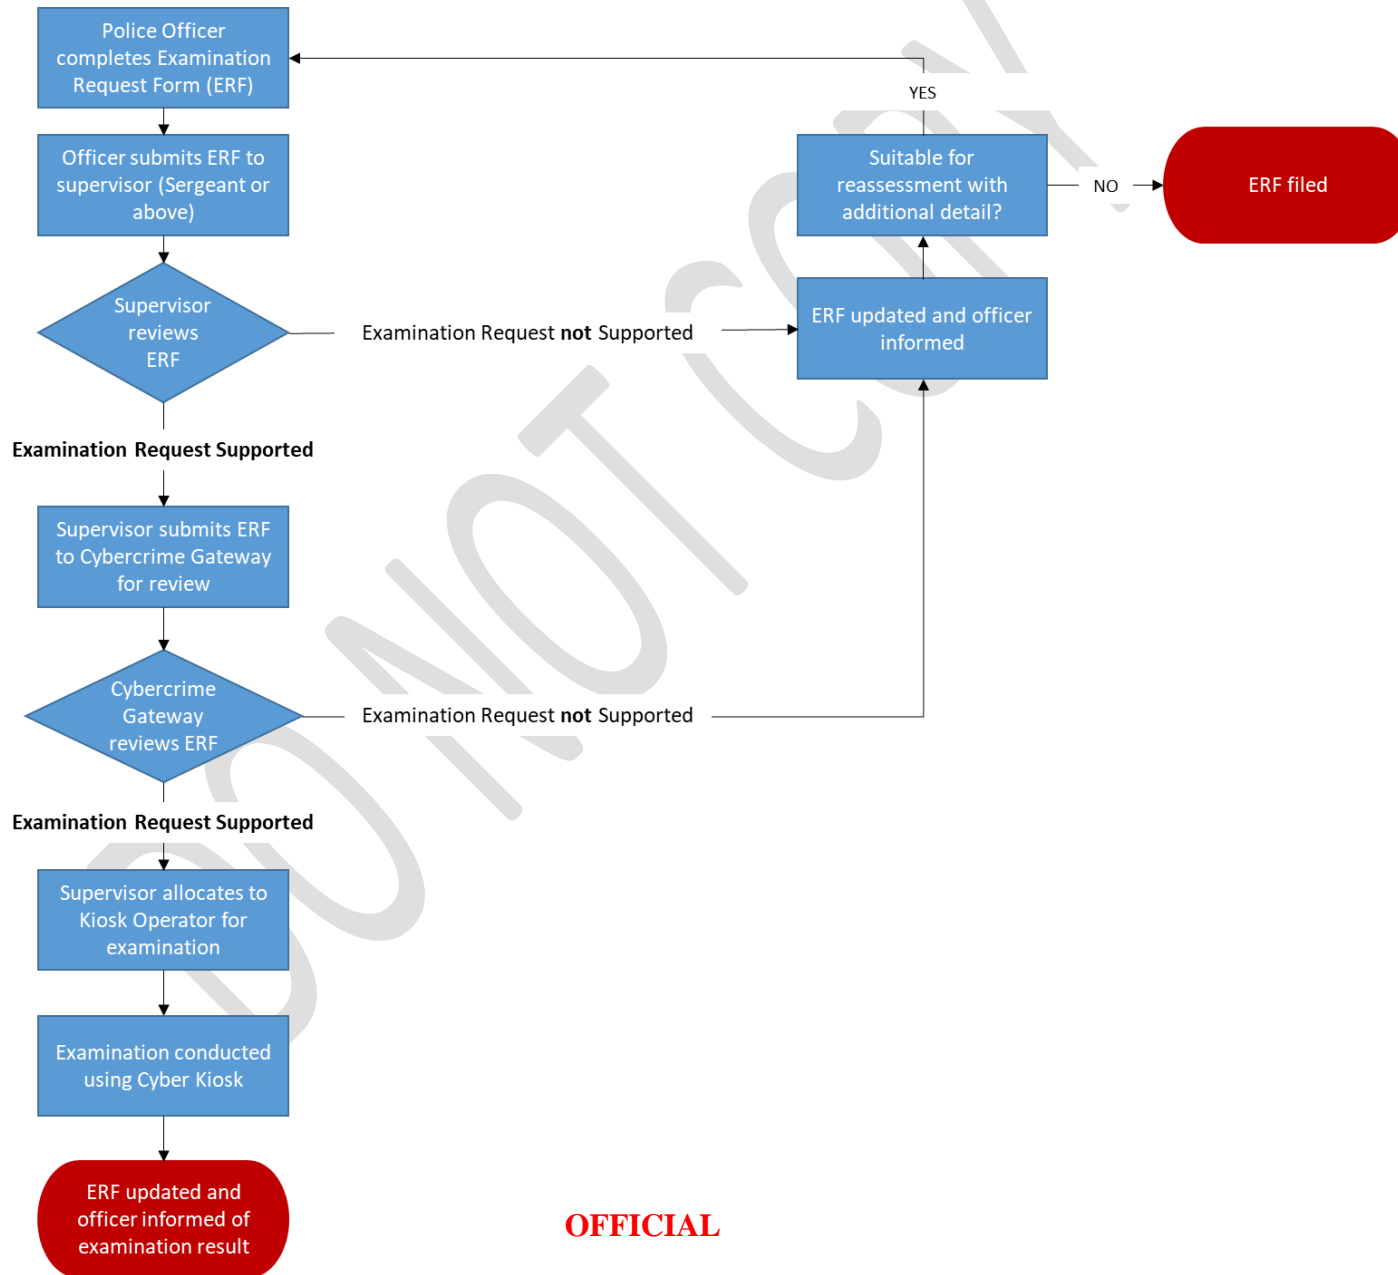 Police Officer
completes Examination
Request Form (ERF)
YES
Officer submits ERF to
supervisor (Sergeant or
above)
Suitable for
reassessment with
additional detail?
NO
ERF filed
Supervisor
reviews
ERF
Examination Request not Supported
ERF updated and officer
informed
Examination Request Supported
Supervisor submits ERF
to Cybercrime Gateway
for review
Cybercrime
Gateway
reviews ERF
Examination Request not Supported
Examination Request Supported
Supervisor allocates to
Kiosk Operator for
examination
Examination conducted
using Cyber Kiosk
ERF updated and
officer informed of
examination result
OFFICIAL
DO NOT COPY